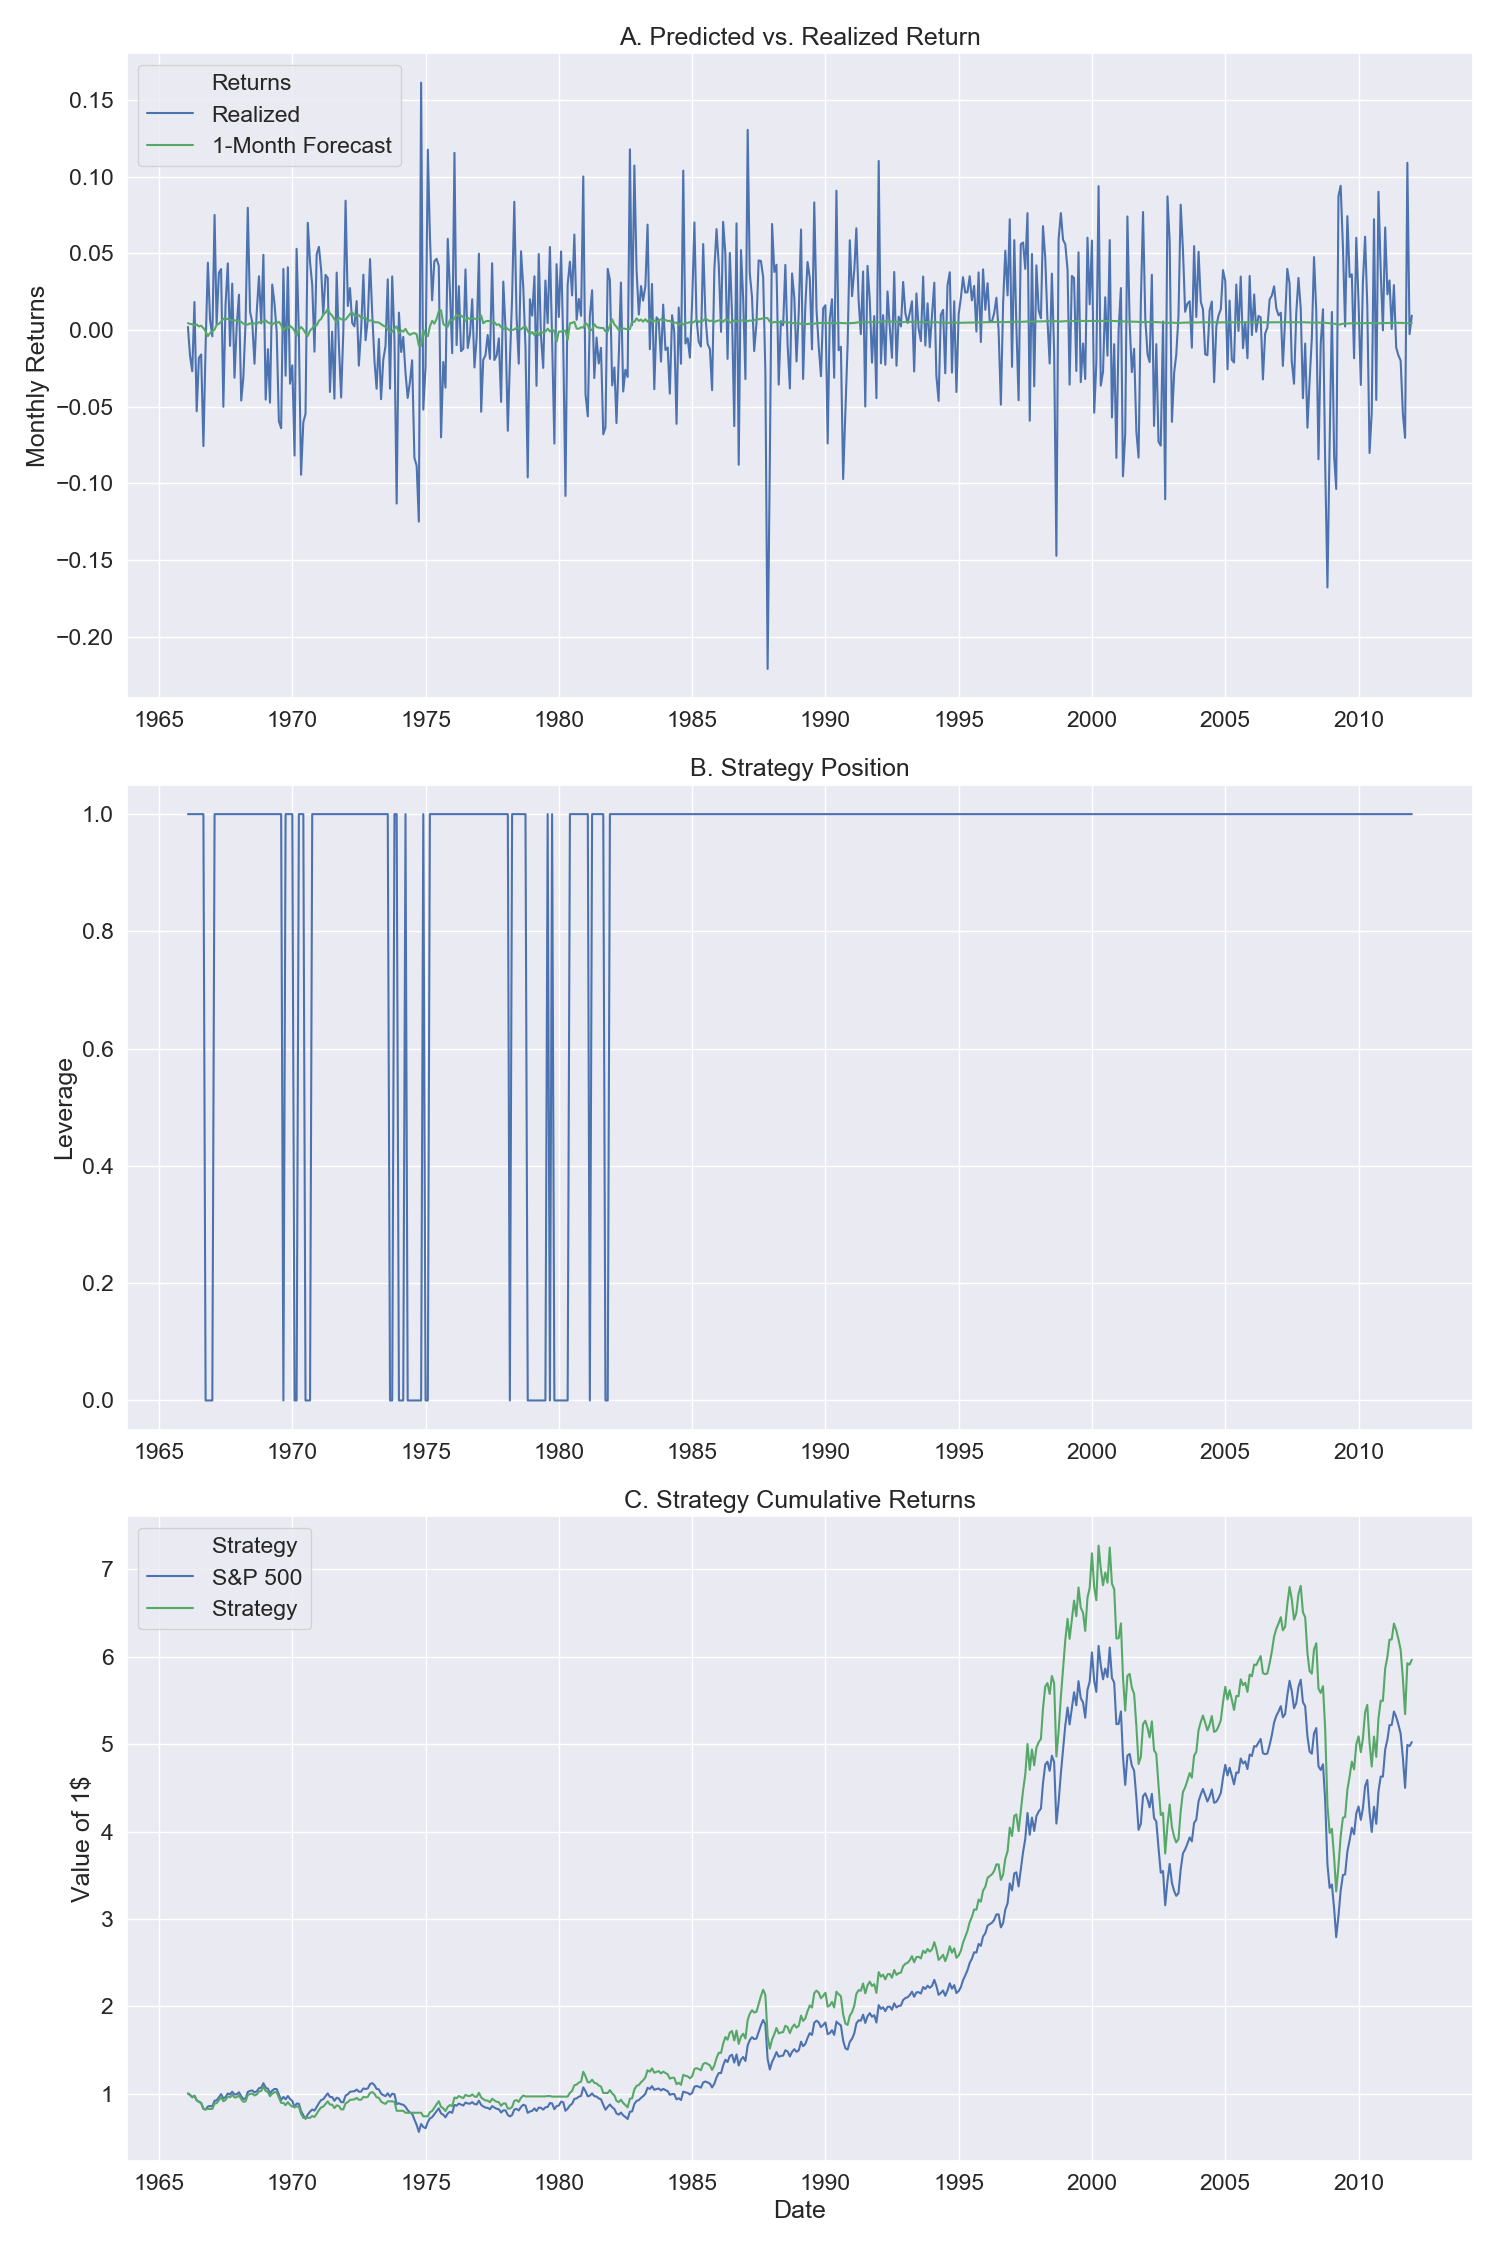 A. Predicted vs. Realized Return
Returns
Realized
1-Month Forecast
Monthly Returns
0.15
0.10
0.05
0.00
−0.05
−0.10
−0.15
−0.20
1965 1970 1975 1980 1985 1990 1995 2000 2005 2010
B. Strategy Position
Leverage
1.0
0.8
0.6
0.4
0.2
0.0
1965 1970 1975 1980 1985 1990 1995 2000 2005 2010
C. Strategy Cumulative Returns
Strategy
S&P 500
Strategy
Value of 1$
7
6
5
4
3
2
1
1965 1970 1975 1980 1985 1990 1995 2000 2005 2010
Date